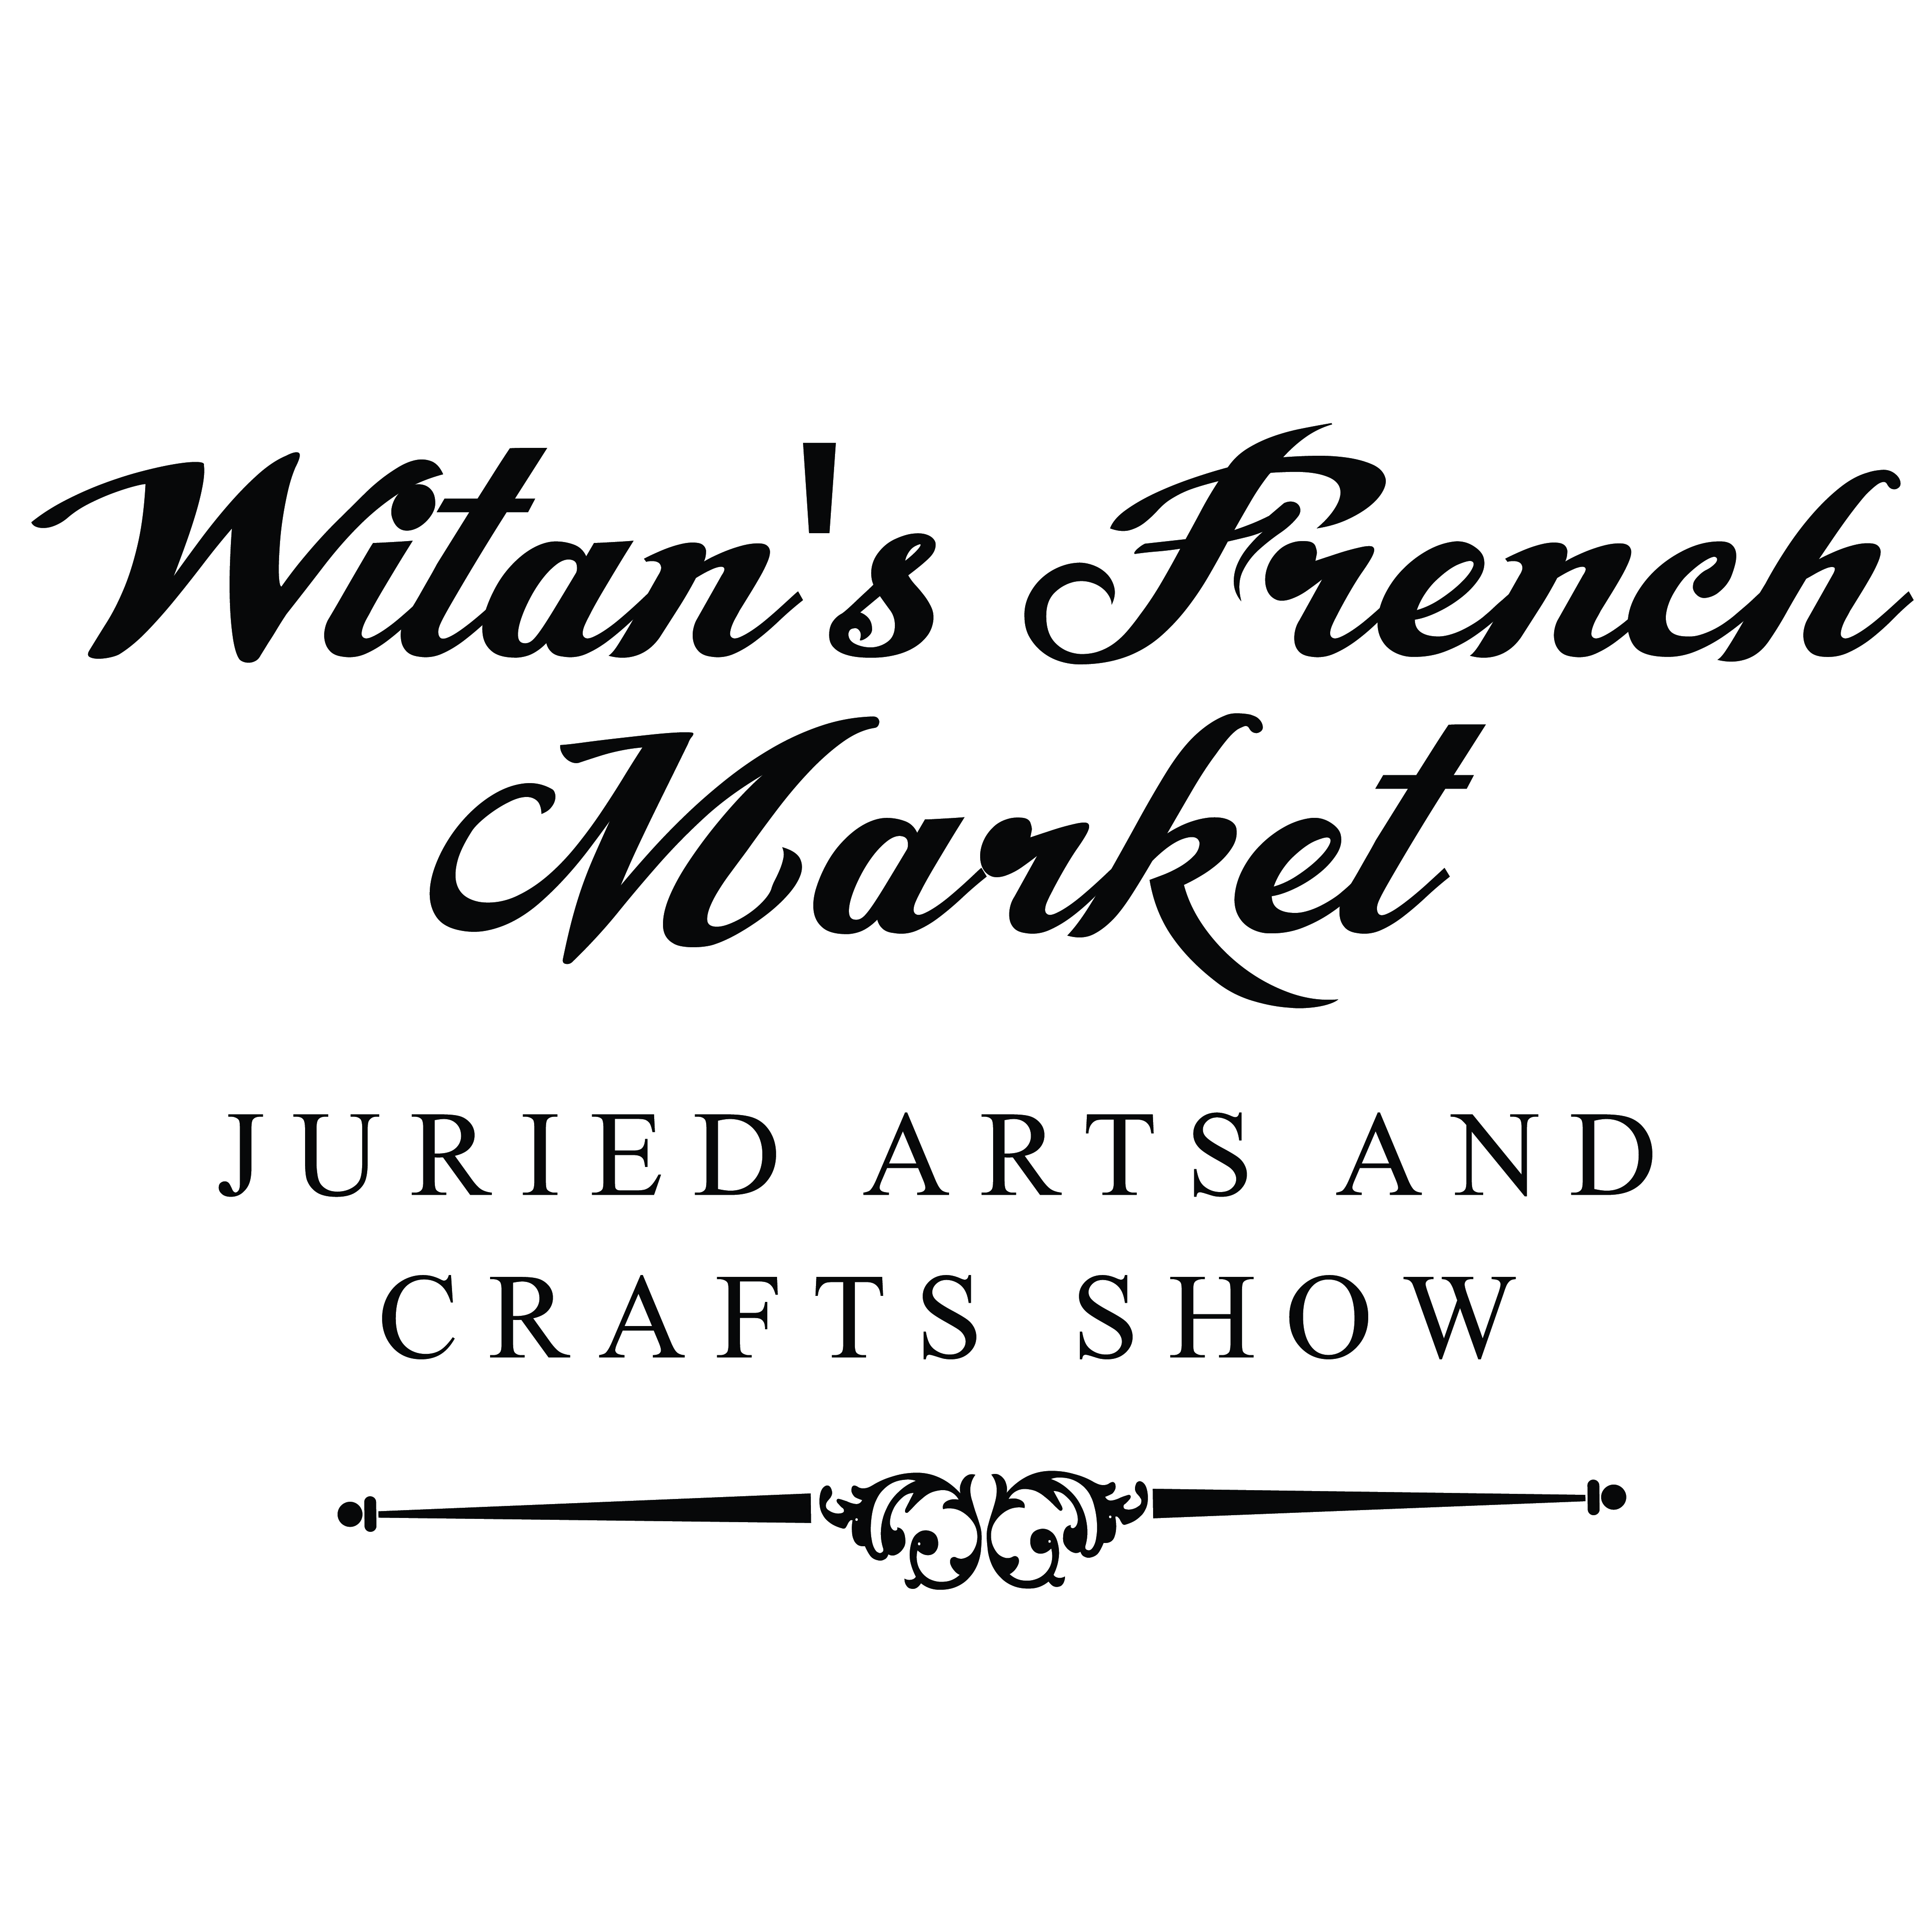 Witan's French
Market
JURIED ARTS AND
CRAFTS SHOW